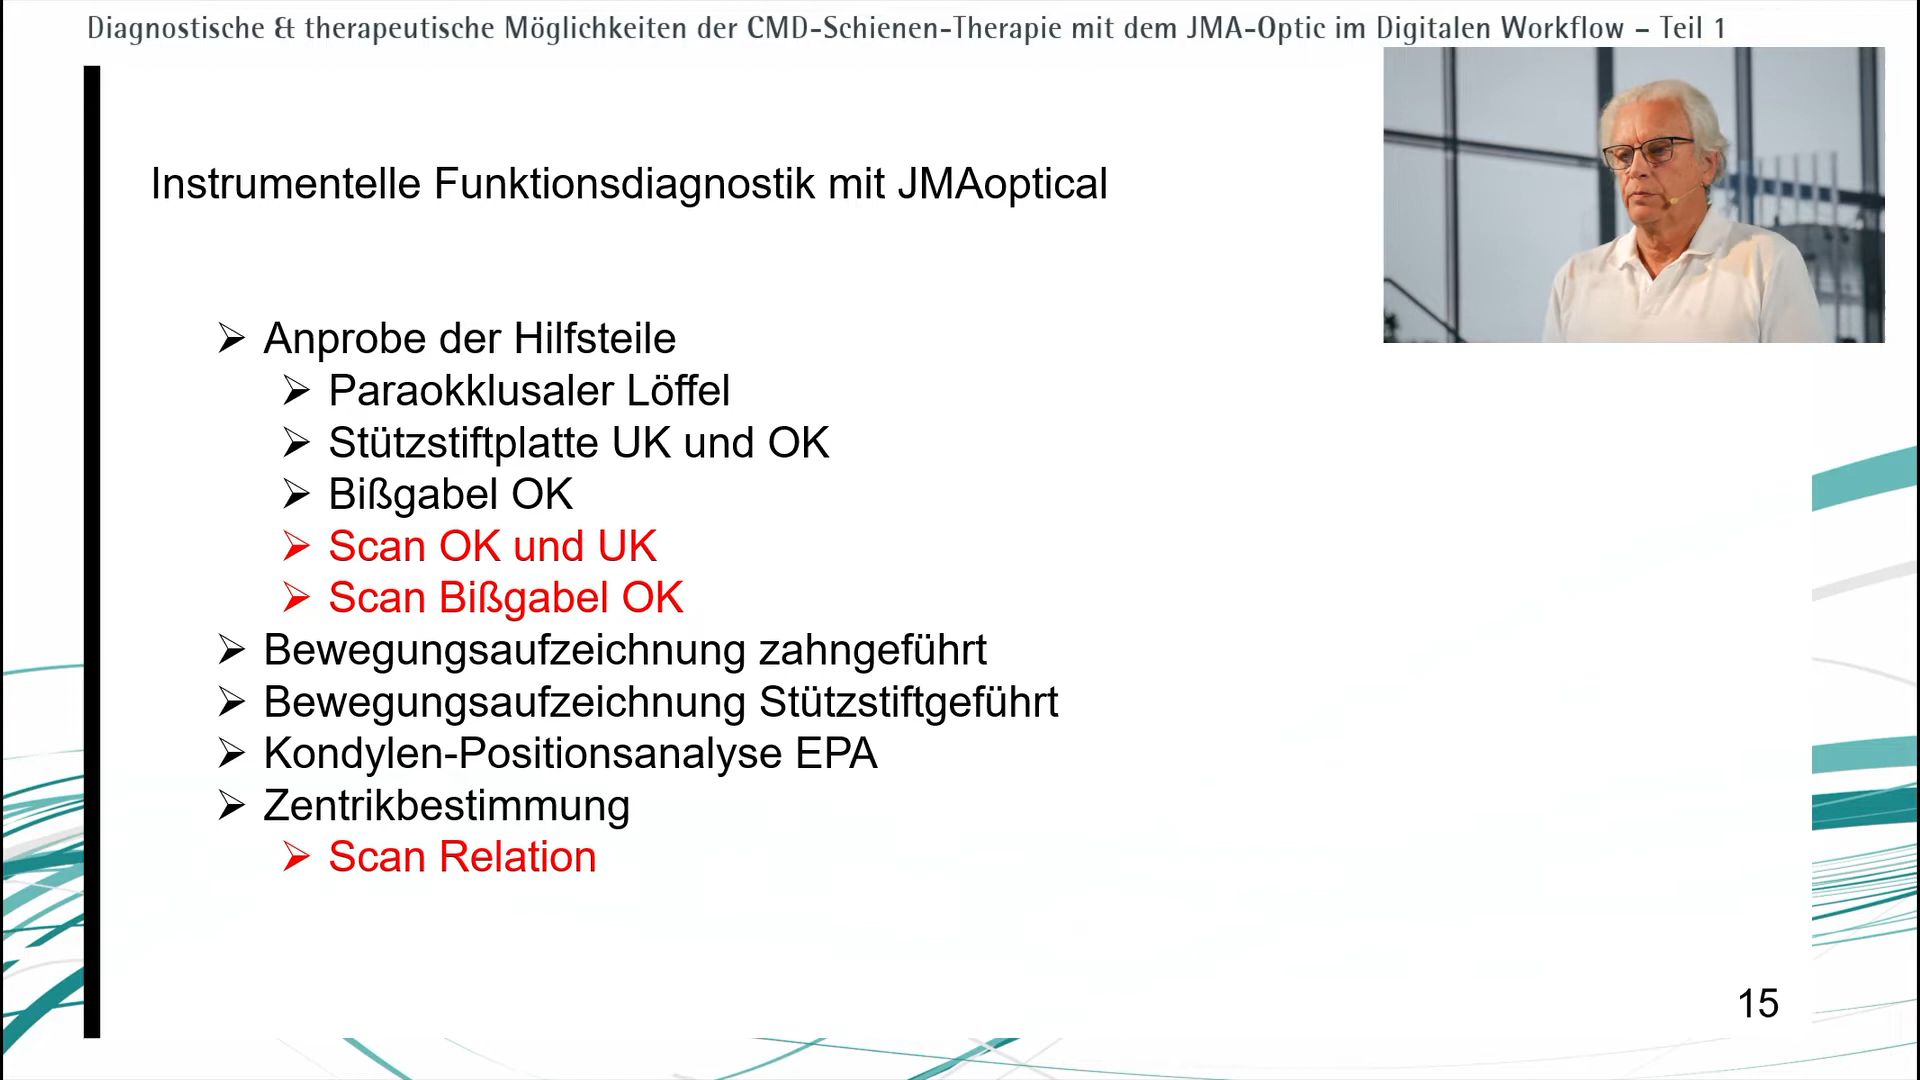 Diagnostische & therapeutische Möglichkeiten der CMD-Schienen-Therapie mit dem JMA-Optic im Digitalen Workflow – Teil 1
Instrumentelle Funktionsdiagnostik mit JMAoptical
➢ Anprobe der Hilfsteile
➢ Paraokklusaler Löffel
➢ Stützstiftplatte UK und OK
➢ Bißgabel OK
➢ Scan OK und UK
➢ Scan Bißgabel OK
➢ Bewegungsaufzeichnung zahngeführt
➢ Bewegungsaufzeichnung Stützstiftgeführt
➢ Kondylen-Positionsanalyse EPA
➢ Zentrikbestimmung
➢ Scan Relation
15